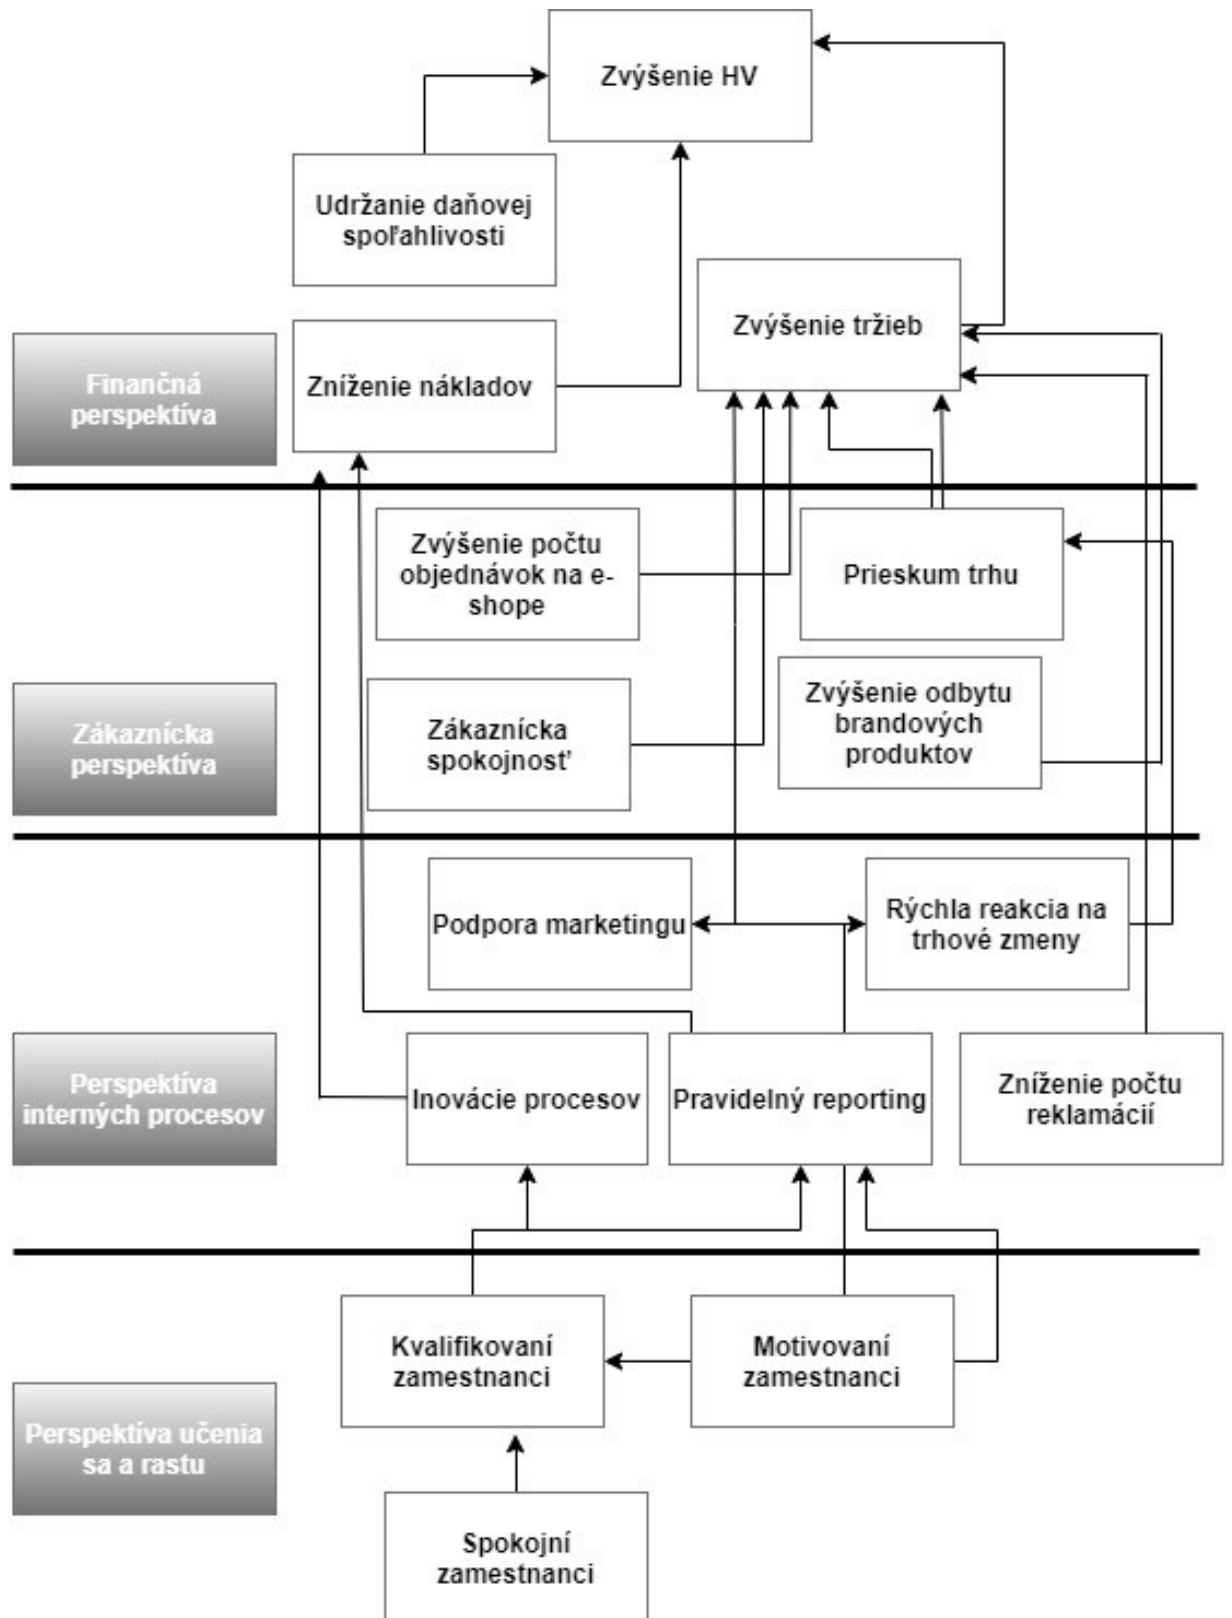 Zvýšenie HV
Udržanie daňovej
spoľahlivosti
Zvýšenie tržieb
Finančná
perspektíva
Zníženie nákladov
Zvýšenie počtu
objednávok na e-
shope
Prieskum trhu
Zákaznícka
perspektíva
Zákaznícka
spokojnosť
Zvýšenie odbytu
brandových
produktov
Podpora marketingu
Rýchla reakcia na
trhové zmeny
Perspektíva
interných procesov
Inovácie procesov
Pravidelný reporting
Zníženie počtu
reklamácií
Kvalifikovaní
zamestnanci
Motivovaní
zamestnanci
Perspektíva učenia
sa a rastu
Spokojní
zamestnanci